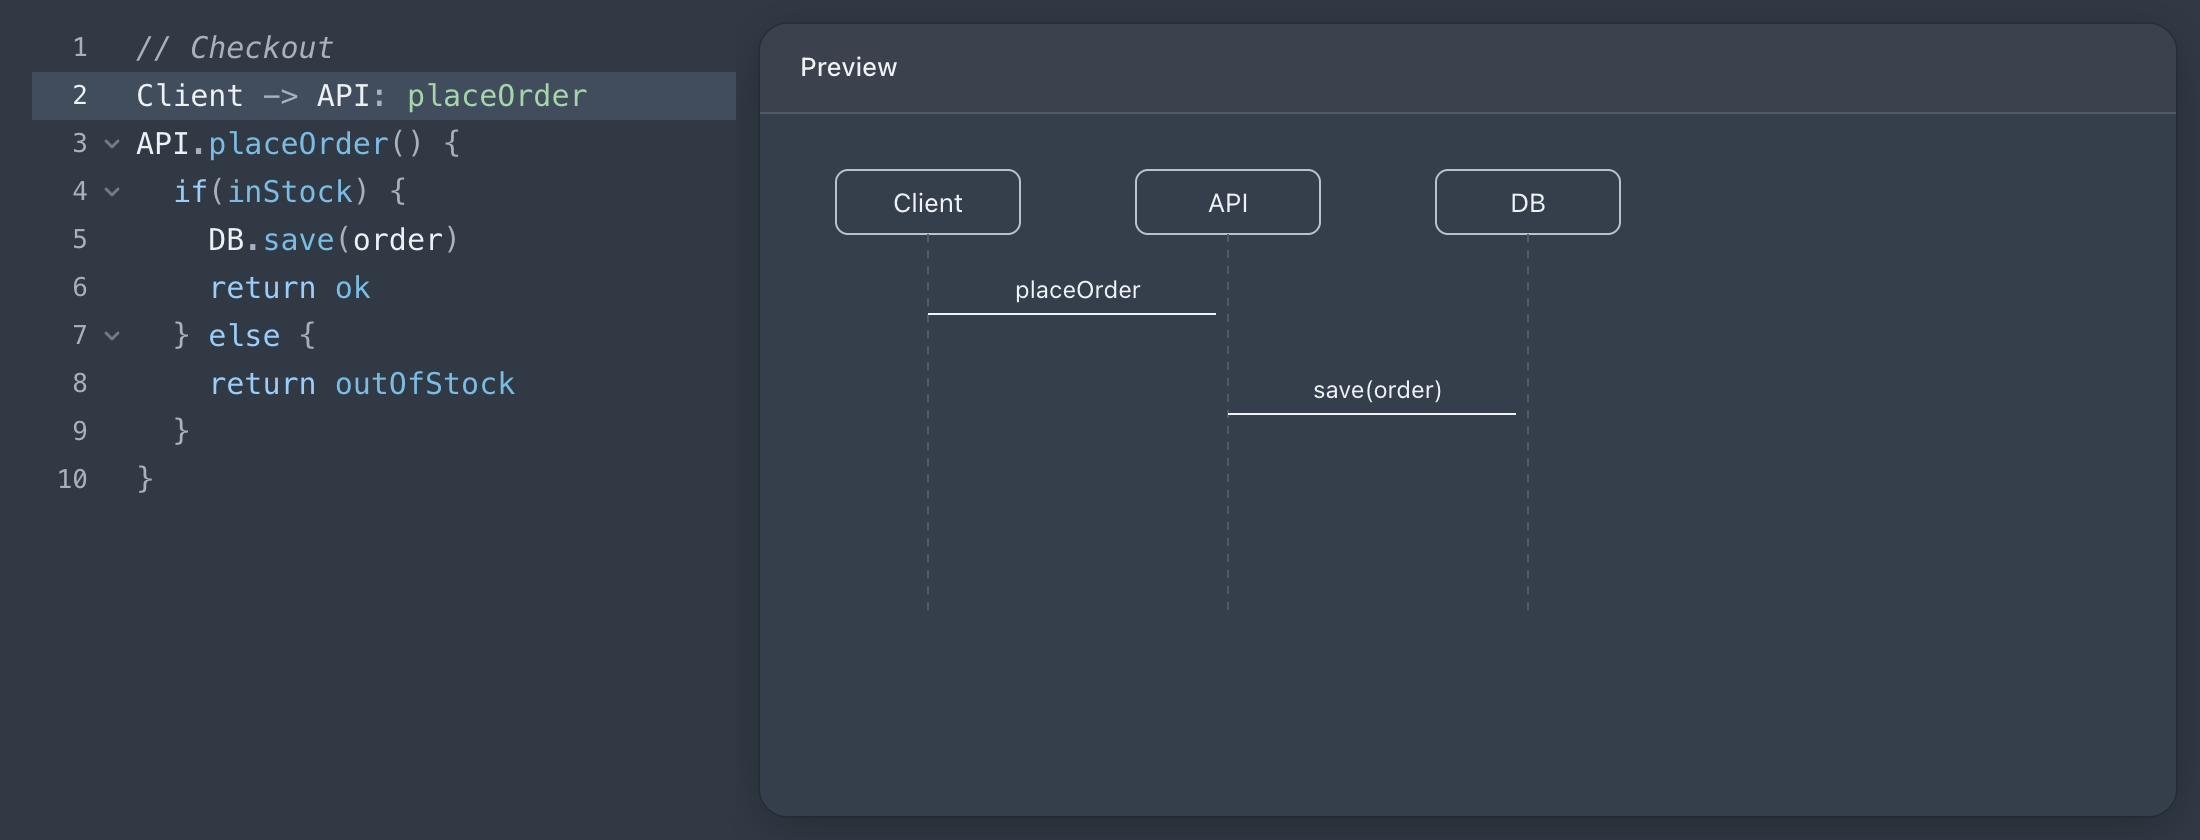 1 // Checkout
2 Client -> API: placeOrder
3 API.placeOrder() {
4   if(inStock) {
5     DB.save(order)
6     return ok
7   } else {
8     return outOfStock
9   }
10 }
Preview
Client API DB
placeOrder
save(order)